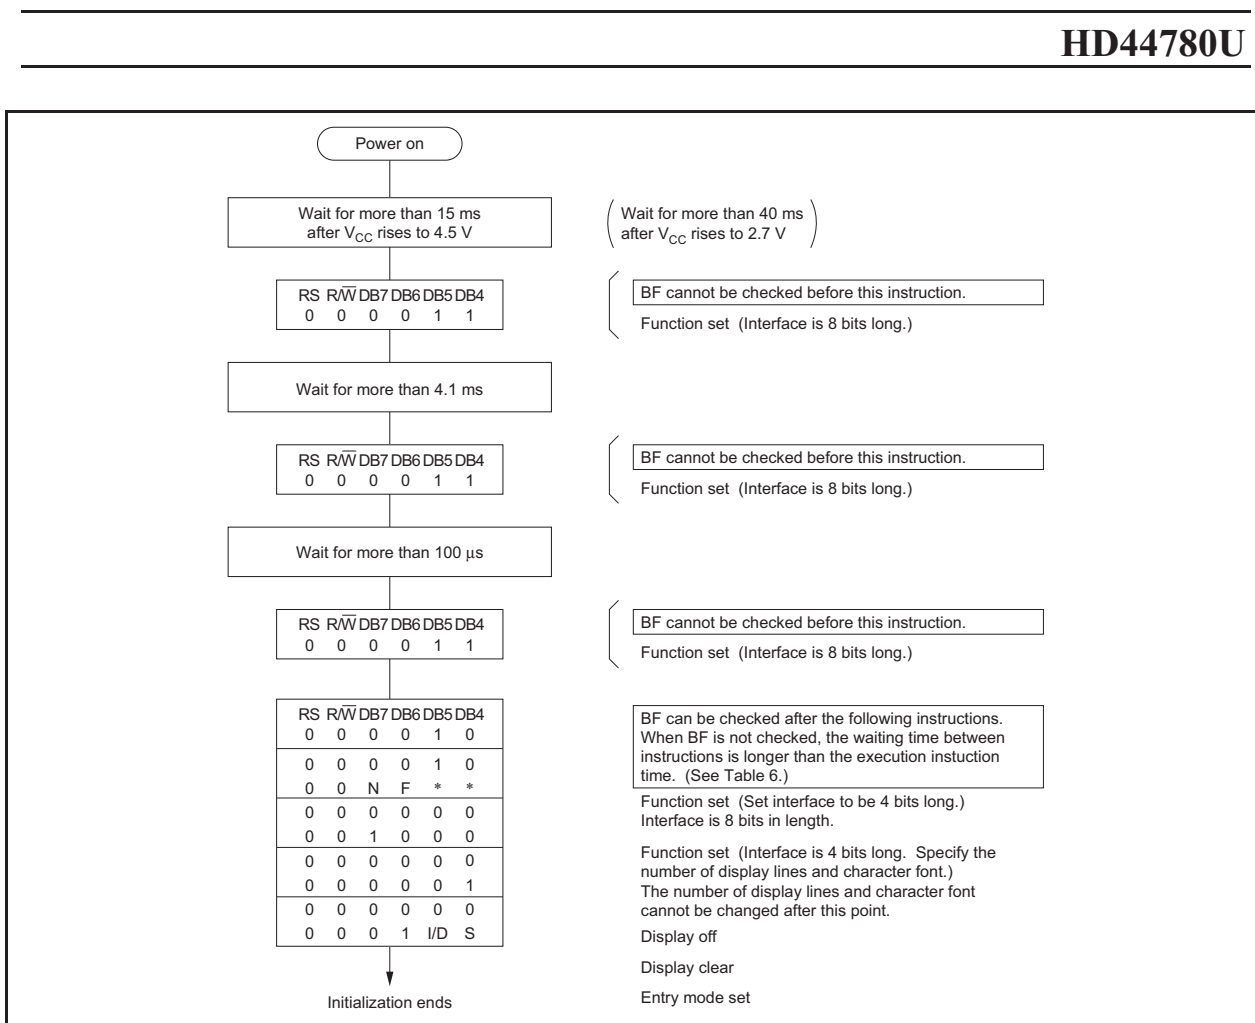 HD44780U
Power on
Wait for more than 15 ms
after VCC rises to 4.5 V
Wait for more than 40 ms
after VCC rises to 2.7 V
RS R/W̅ DB7 DB6 DB5 DB4
0 0 0 0 1 1
BF cannot be checked before this instruction.
Function set (Interface is 8 bits long.)
Wait for more than 4.1 ms
RS R/W̅ DB7 DB6 DB5 DB4
0 0 0 0 1 1
BF cannot be checked before this instruction.
Function set (Interface is 8 bits long.)
Wait for more than 100 μs
RS R/W̅ DB7 DB6 DB5 DB4
0 0 0 0 1 1
BF cannot be checked before this instruction.
Function set (Interface is 8 bits long.)
RS R/W̅ DB7 DB6 DB5 DB4
0 0 0 0 1 0
0 0 0 0 1 0
0 0 N F * *
0 0 0 0 0 0
0 0 1 0 0 0
0 0 0 0 0 0
0 0 0 0 0 1
0 0 0 0 0 0
0 0 0 1 I/D S
Initialization ends
BF can be checked after the following instructions.
When BF is not checked, the waiting time between
instructions is longer than the execution instuction
time. (See Table 6.)
Function set (Set interface to be 4 bits long.)
Interface is 8 bits in length.
Function set (Interface is 4 bits long. Specify the
number of display lines and character font.)
The number of display lines and character font
cannot be changed after this point.
Display off
Display clear
Entry mode set